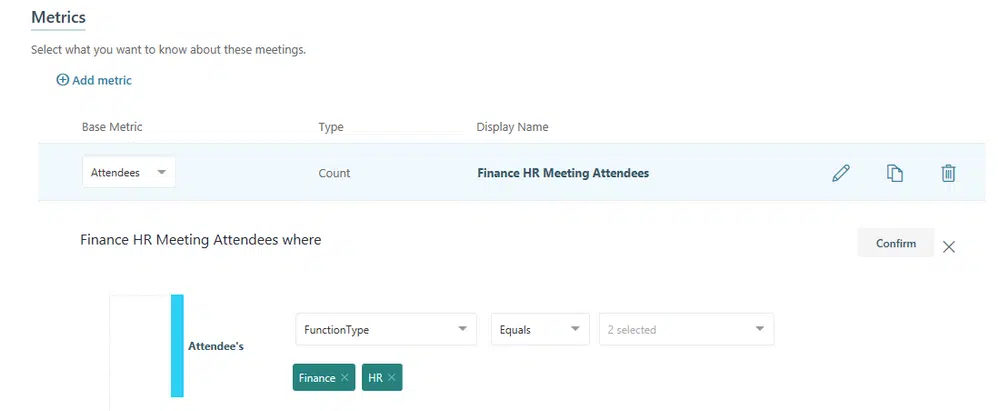 Metrics
Select what you want to know about these meetings.
Add metric
Base Metric Type Display Name
Attendees Count Finance HR Meeting Attendees
Finance HR Meeting Attendees where Confirm
Attendee's FunctionType Equals 2 selected
Finance HR